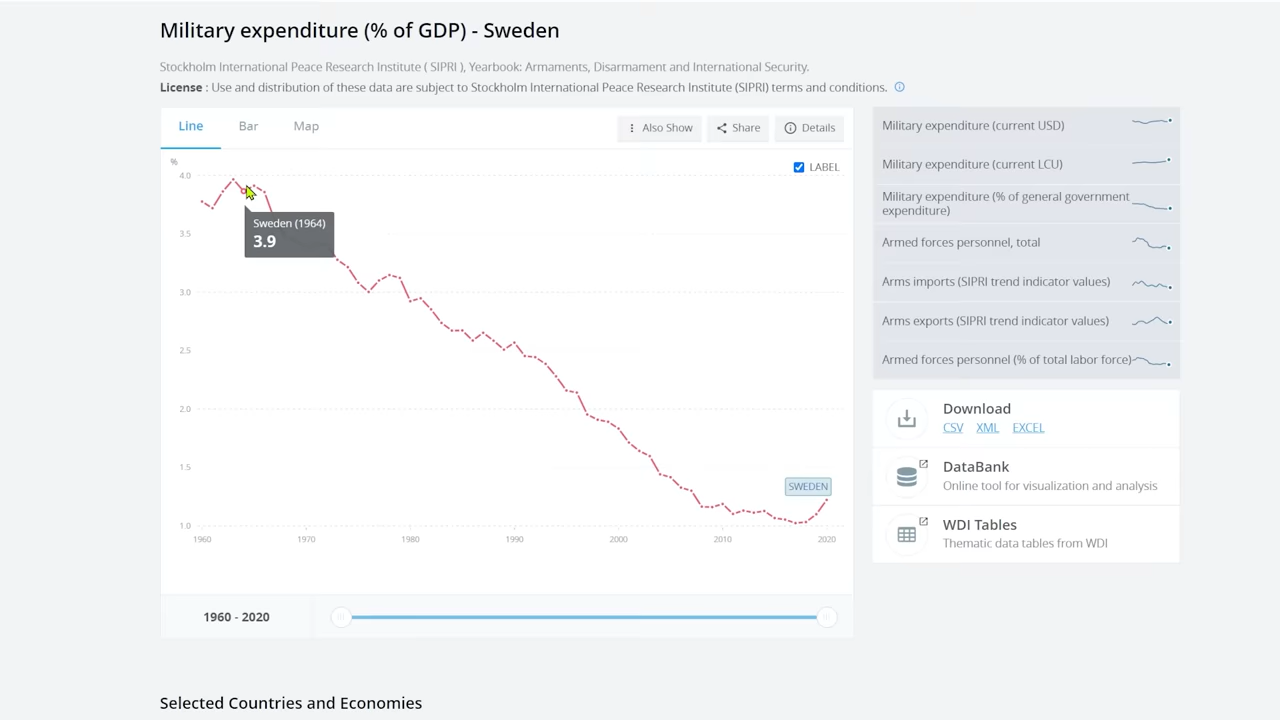 Military expenditure (% of GDP) - Sweden
Stockholm International Peace Research Institute ( SIPRI ), Yearbook: Armaments, Disarmament and International Security.
License : Use and distribution of these data are subject to Stockholm International Peace Research Institute (SIPRI) terms and conditions.
Line Bar Map Also Show Share Details
%
LABEL
4.0
Sweden (1964)
3.9
3.5
3.0
2.5
2.0
1.5
SWEDEN
1.0
1960 1970 1980 1990 2000 2010 2020
1960 - 2020
Military expenditure (current USD)
Military expenditure (current LCU)
Military expenditure (% of general government
expenditure)
Armed forces personnel, total
Arms imports (SIPRI trend indicator values)
Arms exports (SIPRI trend indicator values)
Armed forces personnel (% of total labor force)
Download
CSV XML EXCEL
DataBank
Online tool for visualization and analysis
WDI Tables
Thematic data tables from WDI
Selected Countries and Economies